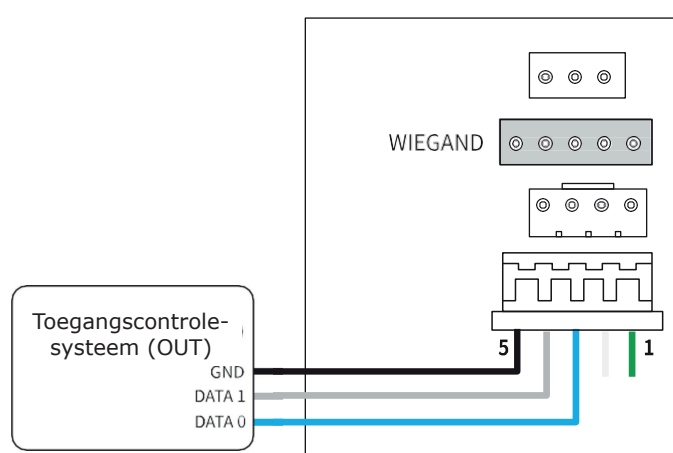 WIEGAND
Toegangscontrole-
systeem (OUT)
5
1
GND
DATA 1
DATA 0